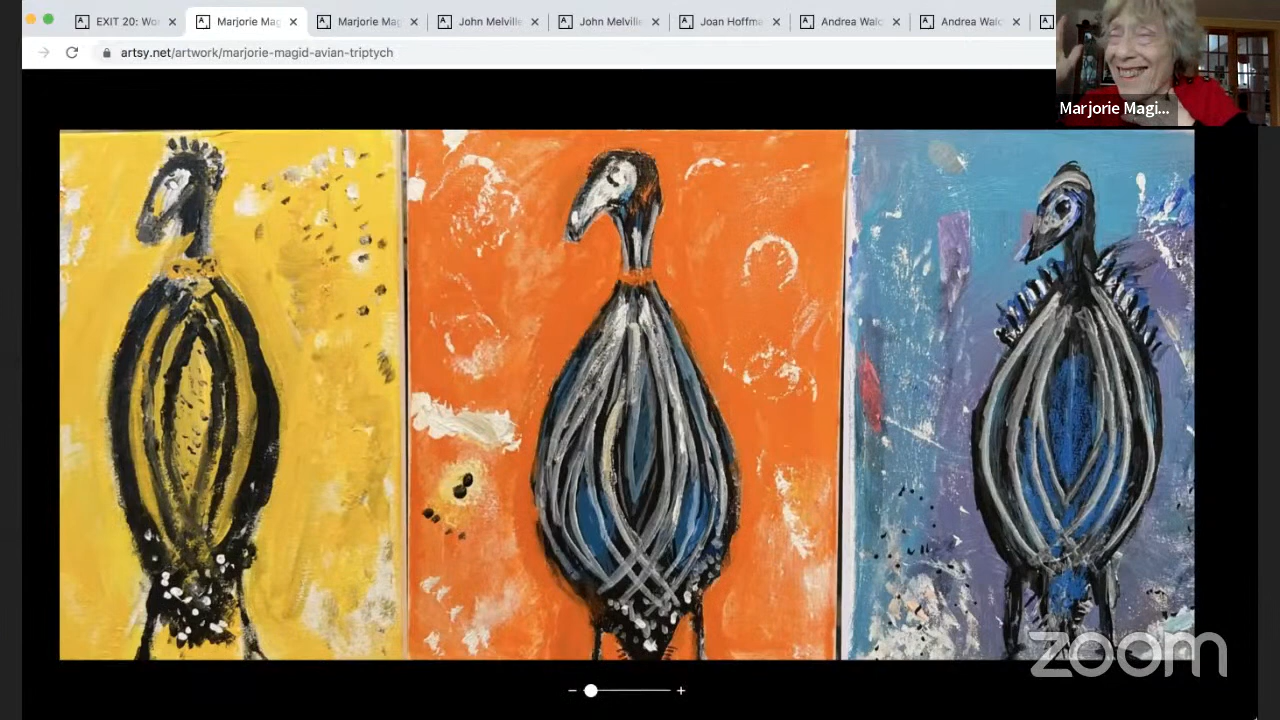 EXIT 20: Wo
Marjorie Mag
Marjorie Mag
John Melville
John Melville
Joan Hoffma
Andrea Walc
Andrea Walc
artsy.net/artwork/marjorie-magid-avian-triptych
Marjorie Magi...
zoom